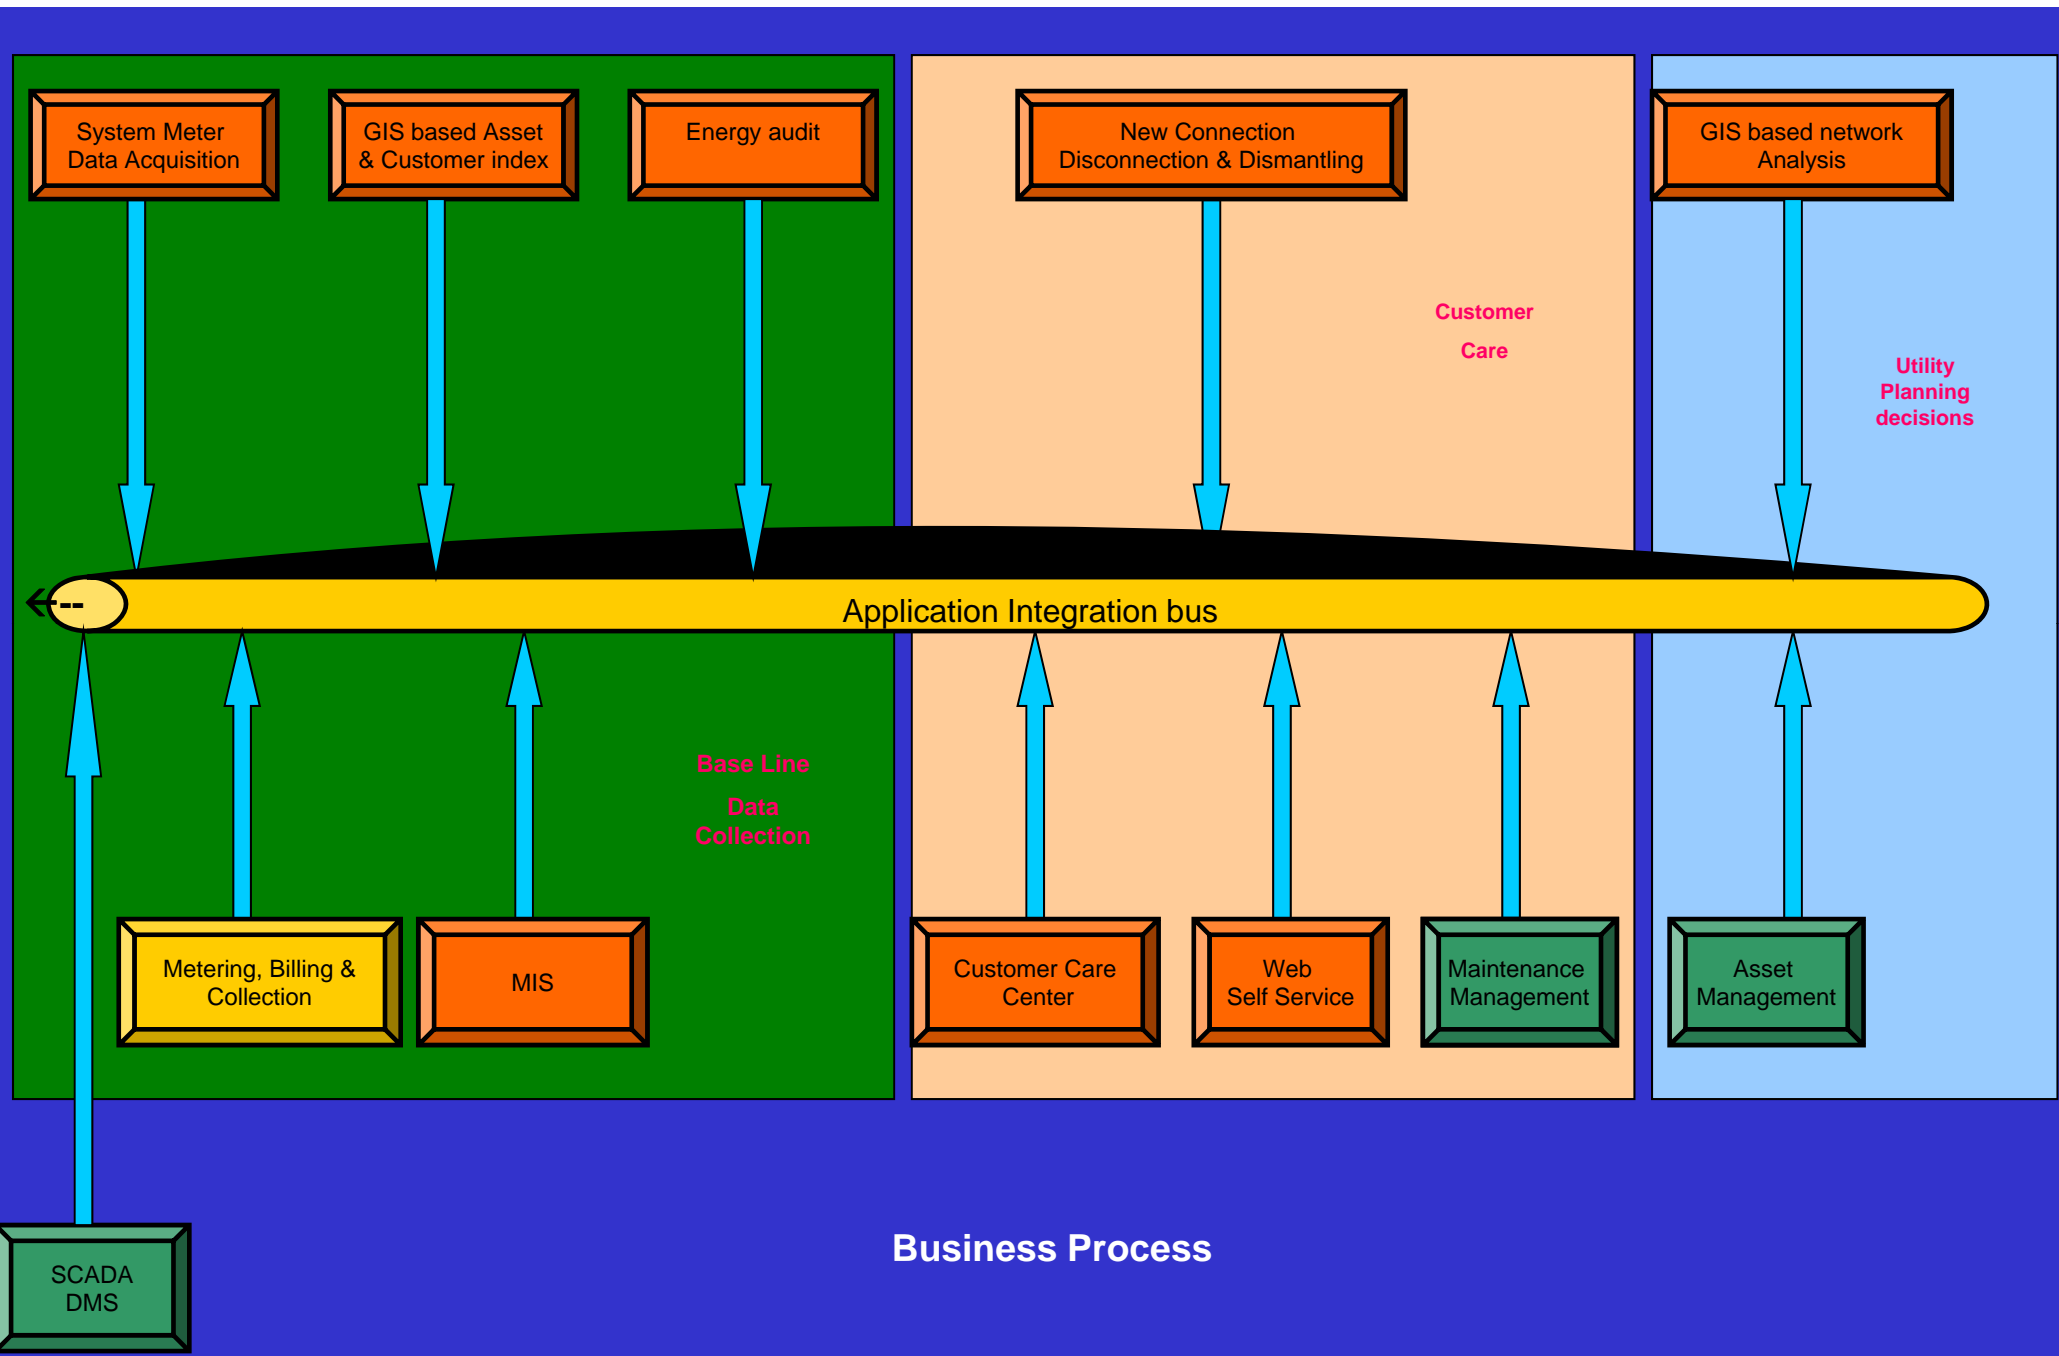 System Meter
Data Acquisition
GIS based Asset
& Customer index
Energy audit
New Connection
Disconnection & Dismantling
GIS based network
Analysis
Customer
Care
Utility
Planning
decisions
←--
Application Integration bus
Base Line
Data
Collection
Metering, Billing &
Collection
MIS
Customer Care
Center
Web
Self Service
Maintenance
Management
Asset
Management
Business Process
SCADA
DMS